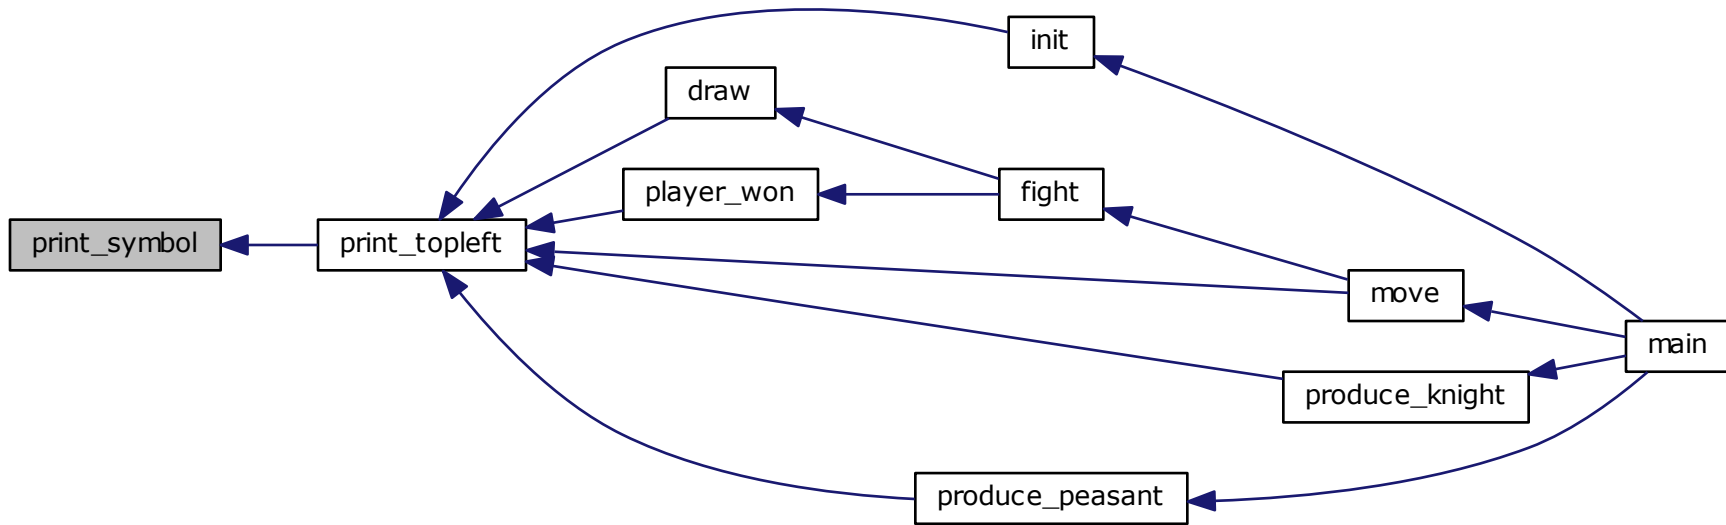 init
draw
player_won
fight
print_symbol
print_topleft
move
main
produce_knight
produce_peasant